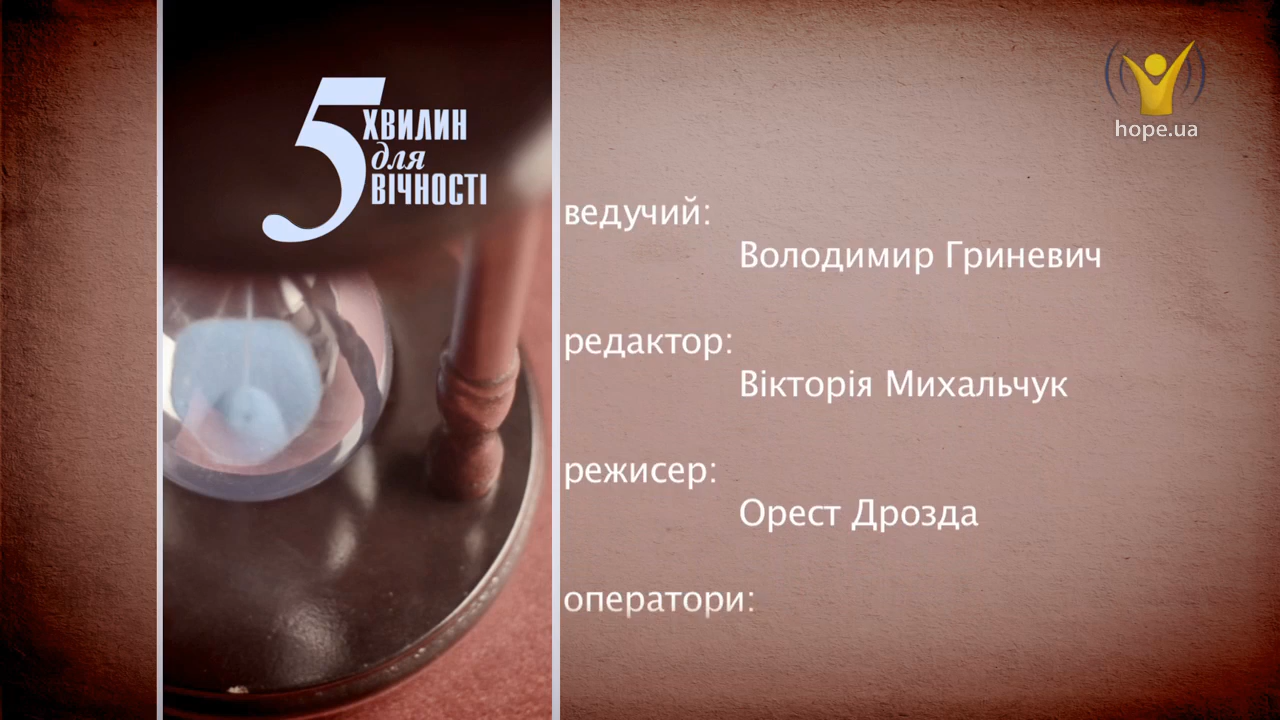 5
ХВИЛИН
для
ВІЧНОСТІ
hope.ua
ведучий:
Володимир Гриневич
редактор:
Вікторія Михальчук
режисер:
Орест Дрозда
оператори: